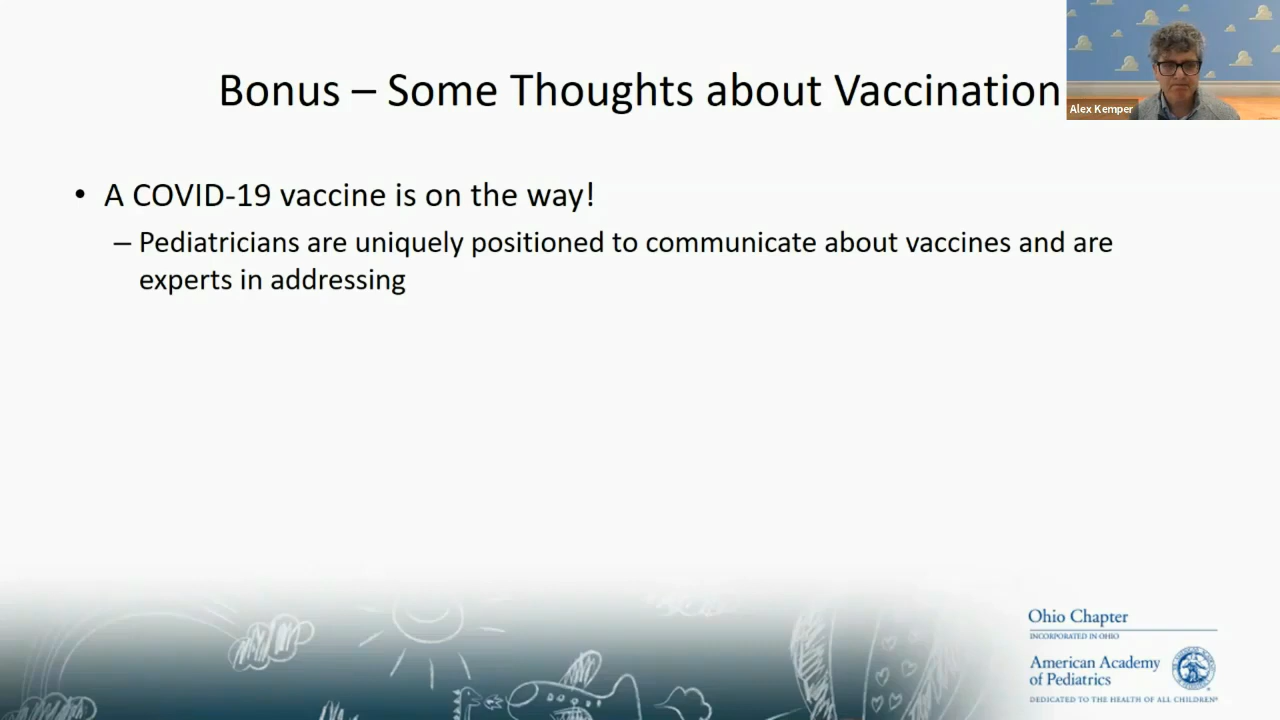 Bonus – Some Thoughts about Vaccination
Alex Kemper
• A COVID-19 vaccine is on the way!
– Pediatricians are uniquely positioned to communicate about vaccines and are
experts in addressing
Ohio Chapter
INCORPORATED IN OHIO
American Academy
of Pediatrics
DEDICATED TO THE HEALTH OF ALL CHILDREN®